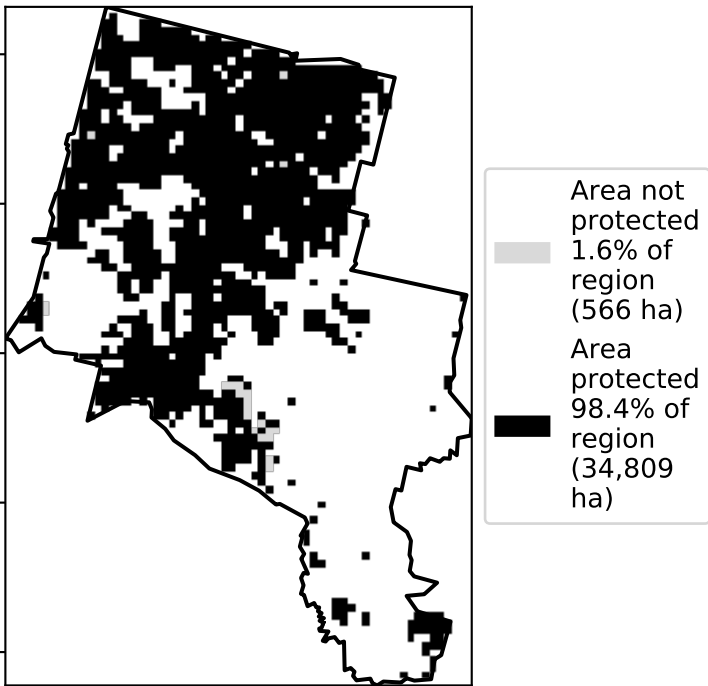 Area not
protected
1.6% of
region
(566 ha)
Area
protected
98.4% of
region
(34,809
ha)